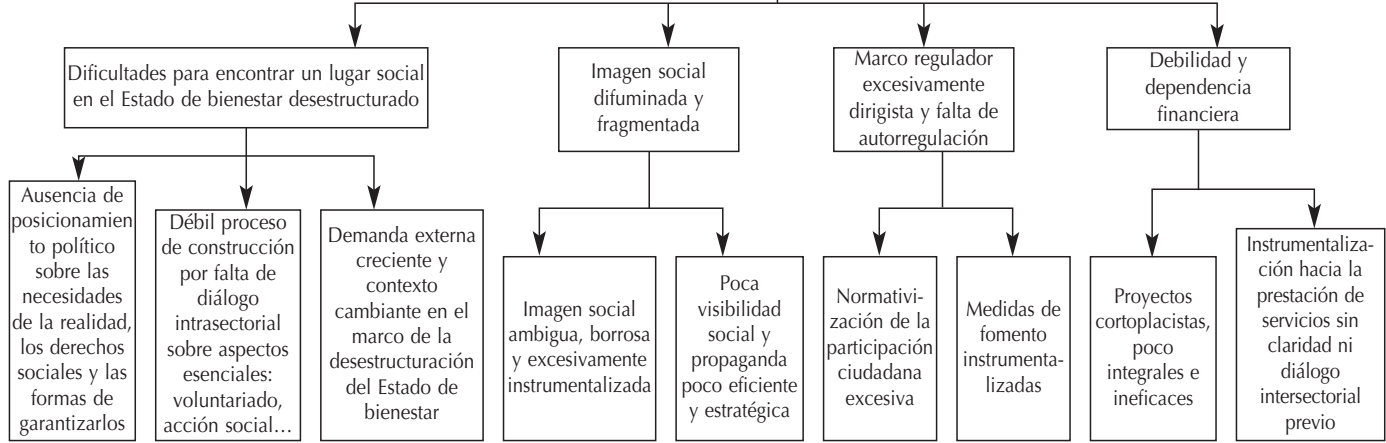 Dificultades para encontrar un lugar social
en el Estado de bienestar desestructurado
Imagen social
difuminada y
fragmentada
Marco regulador
excesivamente
dirigista y falta de
autorregulación
Debilidad y
dependencia
financiera
Ausencia de
posicionamien
to político
sobre las
necesidades
de la realidad,
los derechos
sociales y las
formas de
garantizarlos
Débil proceso
de construcción
por falta de
diálogo
intrasectorial
sobre aspectos
esenciales:
voluntariado,
acción social...
Demanda externa
creciente y
contexto
cambiante en el
marco de la
desestructuración
del Estado de
bienestar
Imagen social
ambigua, borrosa
y excesivamente
instrumentalizada
Poca
visibilidad
social y
propaganda
poco eficiente
y estratégica
Normativi-
zación de la
participación
ciudadana
excesiva
Medidas de
fomento
instrumenta-
lizadas
Proyectos
cortoplacistas,
poco
integrales e
ineficaces
Instrumentaliza-
ción hacia la
prestación de
servicios sin
claridad ni
diálogo
intersectorial
previo